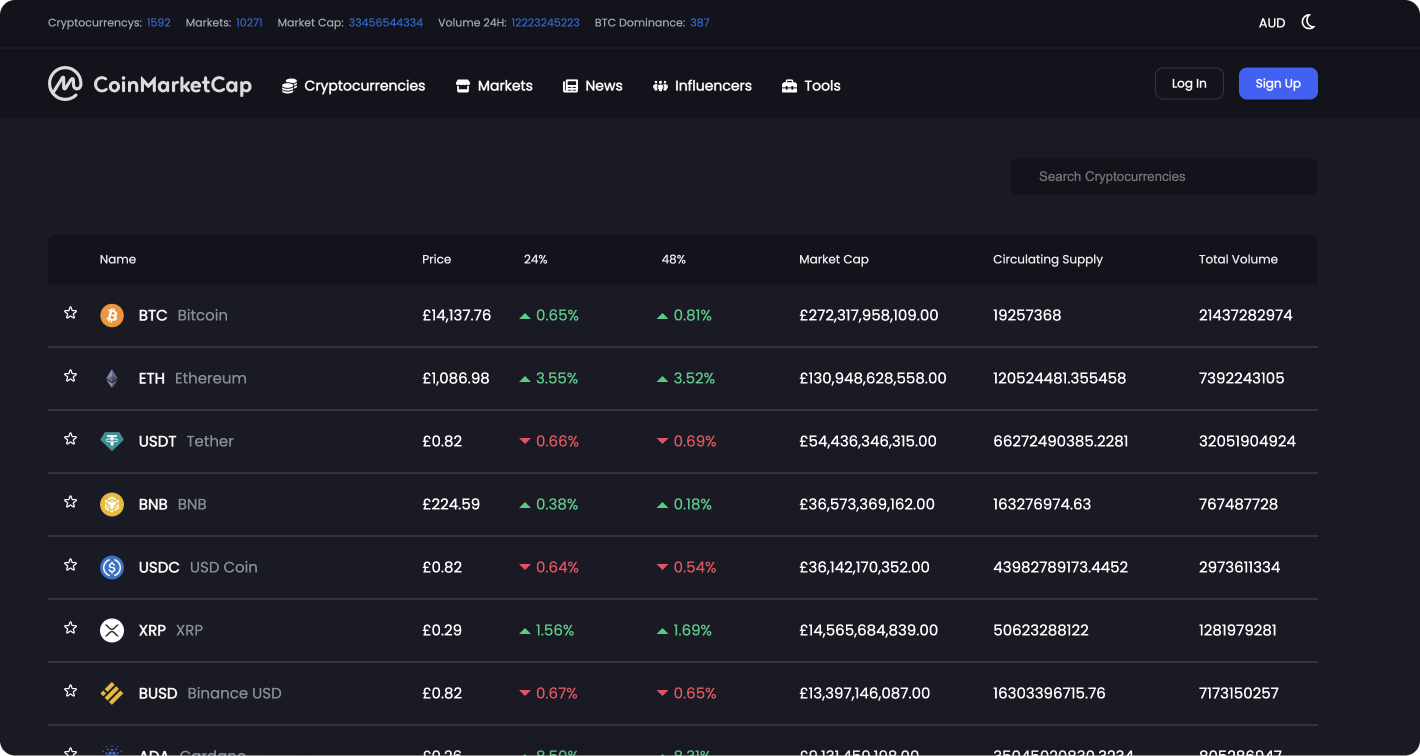 Cryptocurrencys: 1592 Markets: 10271 Market Cap: 33456544334 Volume 24H: 12223245223 BTC Dominance: 387 AUD
CoinMarketCap Cryptocurrencies Markets News Influencers Tools Log In Sign Up
Search Cryptocurrencies
Name Price 24% 48% Market Cap Circulating Supply Total Volume
BTC Bitcoin £14,137.76 0.65% 0.81% £272,317,958,109.00 19257368 21437282974
ETH Ethereum £1,086.98 3.55% 3.52% £130,948,628,558.00 120524481.355458 7392243105
USDT Tether £0.82 0.66% 0.69% £54,436,346,315.00 66272490385.2281 32051904924
BNB BNB £224.59 0.38% 0.18% £36,573,369,162.00 163276974.63 767487728
USDC USD Coin £0.82 0.64% 0.54% £36,142,170,352.00 43982789173.4452 2973611334
XRP XRP £0.29 1.56% 1.69% £14,565,684,839.00 50623288122 1281979281
BUSD Binance USD £0.82 0.67% 0.65% £13,397,146,087.00 16303396715.76 7173150257
ADA Cardano £0.26